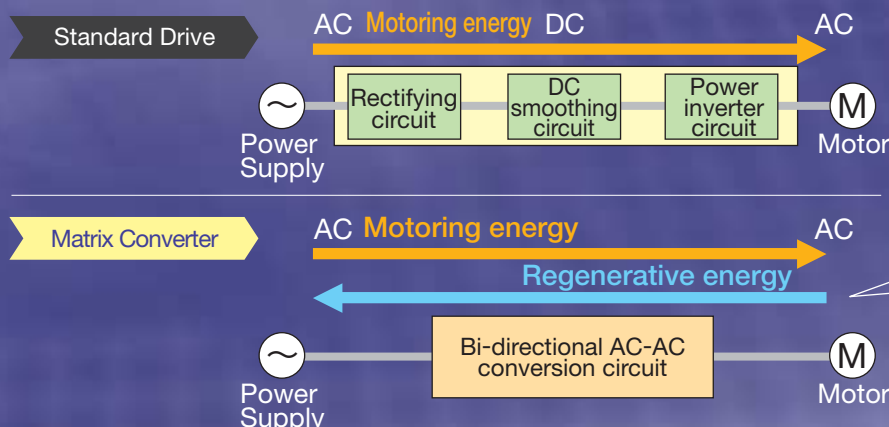 Standard Drive
AC Motoring energy DC AC
Rectifying
circuit
DC
smoothing
circuit
Power
inverter
circuit
~
M
Power
Supply
Motor
Matrix Converter
AC Motoring energy AC
Regenerative energy
Bi-directional AC-AC
conversion circuit
~
M
Power
Supply
Motor